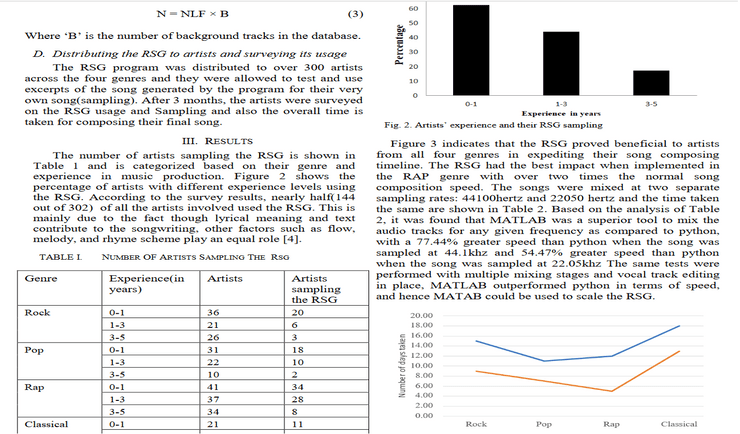 N = NLF × B (3)
Where ‘B’ is the number of background tracks in the database.
D. Distributing the RSG to artists and surveying its usage
The RSG program was distributed to over 300 artists
across the four genres and they were allowed to test and use
excerpts of the song generated by the program for their very
own song(sampling). After 3 months, the artists were surveyed
on the RSG usage and Sampling and also the overall time is
taken for composing their final song.
III. RESULTS
The number of artists sampling the RSG is shown in
Table 1 and is categorized based on their genre and
experience in music production. Figure 2 shows the
percentage of artists with different experience levels using
the RSG. According to the survey results, nearly half(144
out of 302) of all the artists involved used the RSG. This is
mainly due to the fact though lyrical meaning and text
contribute to the songwriting, other factors such as flow,
melody, and rhyme scheme play an equal role [4].
TABLE I. NUMBER OF ARTISTS SAMPLING THE RSG
Genre Experience(in Artists Artists
years) sampling
the RSG
Rock 0-1 36 20
1-3 21 6
3-5 26 3
Pop 0-1 31 18
1-3 22 10
3-5 10 2
Rap 0-1 41 34
1-3 37 28
3-5 34 8
Classical 0-1 21 11
60
50
40
30
20
10
0
Percentage
0-1 1-3 3-5
Experience in years
Fig. 2. Artists’ experience and their RSG sampling
Figure 3 indicates that the RSG proved beneficial to artists
from all four genres in expediting their song composing
timeline. The RSG had the best impact when implemented in
the RAP genre with over two times the normal song
composition speed. The songs were mixed at two separate
sampling rates: 44100hertz and 22050 hertz and the time taken
the same are shown in Table 2. Based on the analysis of Table
2, it was found that MATLAB was a superior tool to mix the
audio tracks for any given frequency as compared to python,
with a 77.44% greater speed than python when the song was
sampled at 44.1khz and 54.47% greater speed than python
when the song was sampled at 22.05khz The same tests were
performed with multiple mixing stages and vocal track editing
in place, MATLAB outperformed python in terms of speed,
and hence MATAB could be used to scale the RSG.
20.00
18.00
16.00
14.00
12.00
10.00
8.00
6.00
4.00
2.00
0.00
Number of days taken
Rock Pop Rap Classical